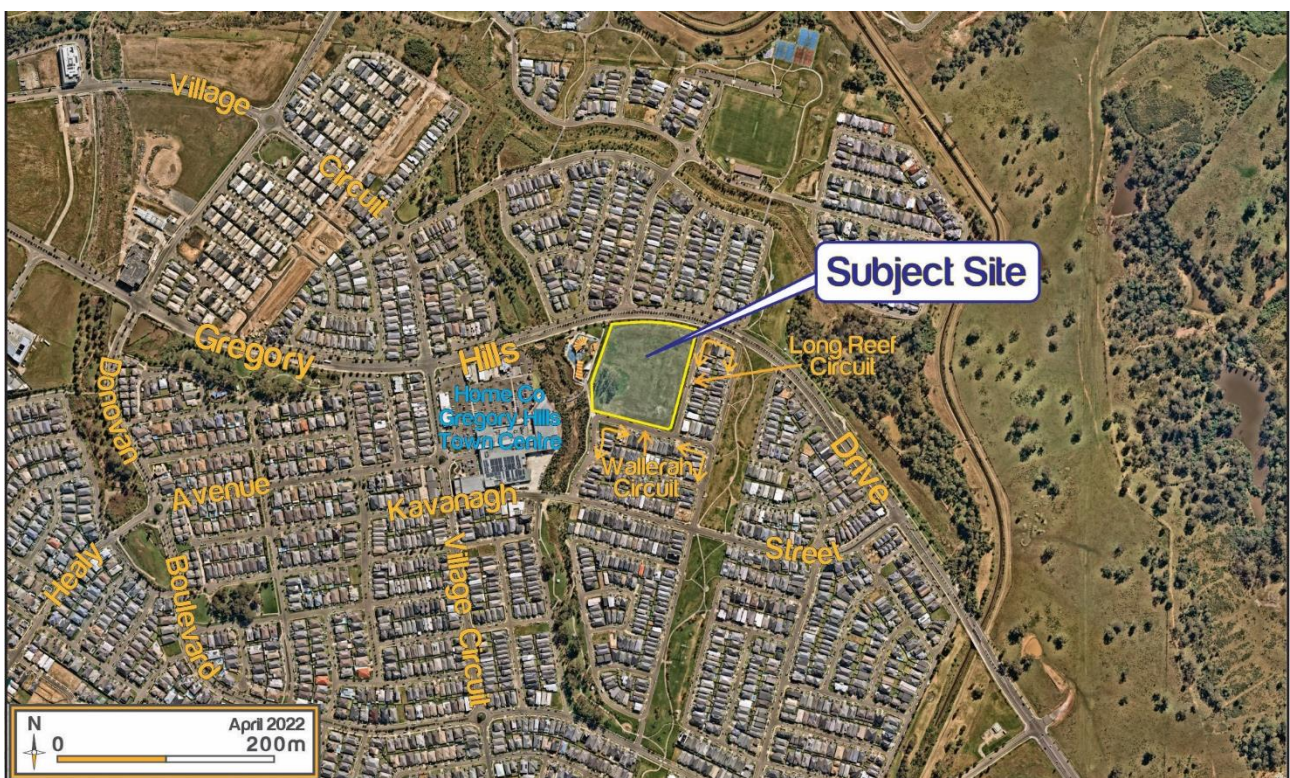 Village
Circuit
Subject Site
Gregory
Hills
Long Reef
Circuit
Donovan
Home Co
Gregory Hills
Town Centre
Drive
Wallerah
Circuit
Avenue
Kavanagh
Street
Healy
Boulevard
Village Circuit
N
April 2022
0
200m